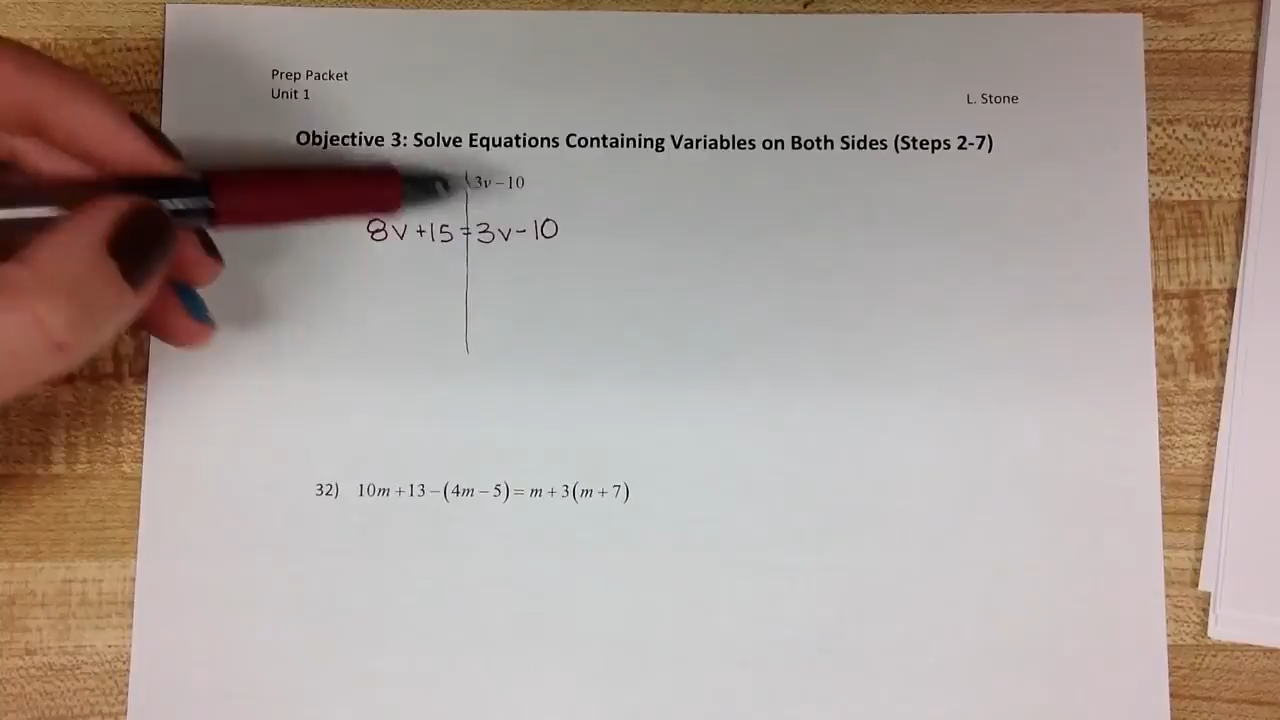 Prep Packet
Unit 1
L. Stone
Objective 3: Solve Equations Containing Variables on Both Sides (Steps 2-7)
3v − 10
8v + 15 = 3v − 10
32) 10m + 13 − (4m − 5) = m + 3(m + 7)